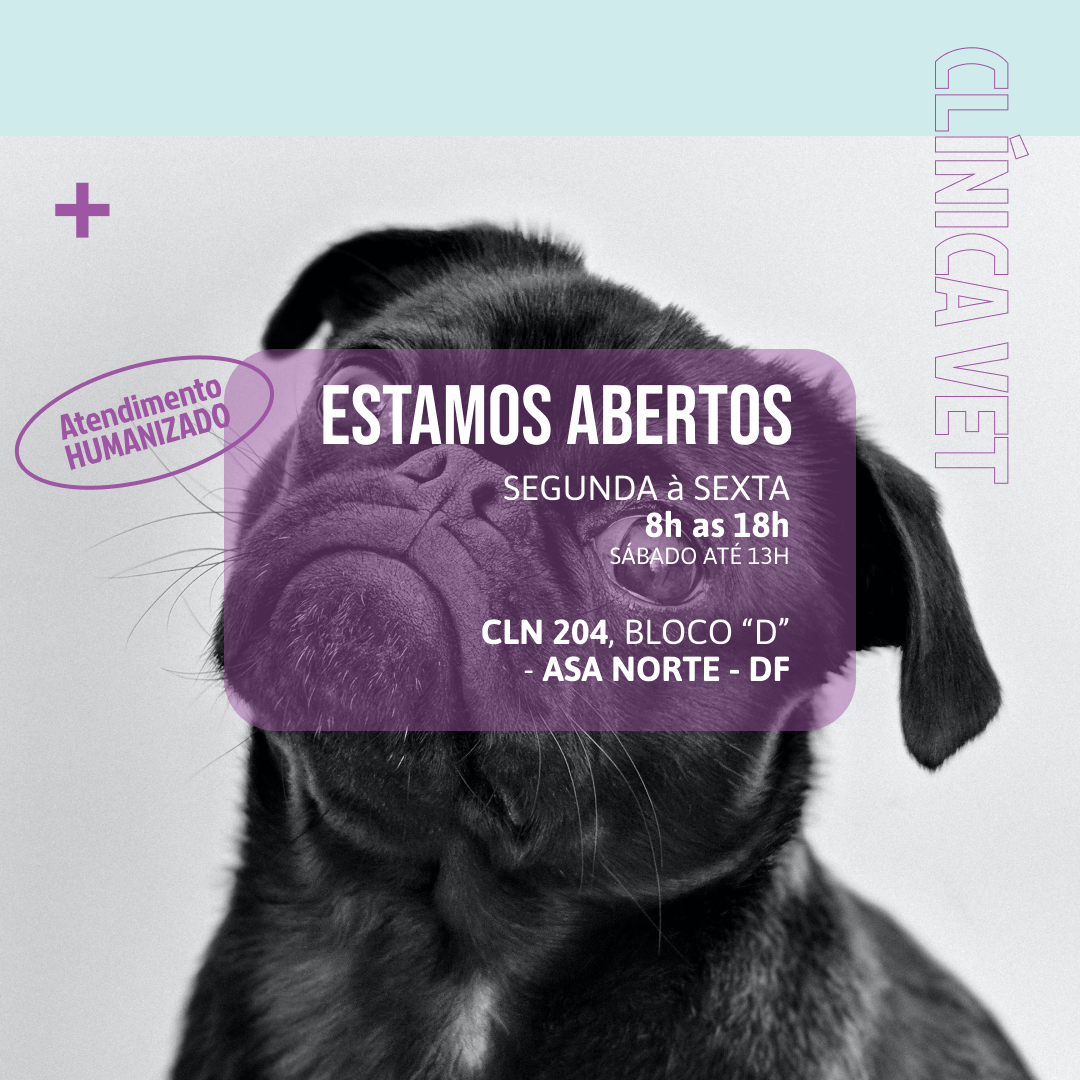 CLÍNICA VET
Atendimento
HUMANIZADO
ESTAMOS ABERTOS
SEGUNDA à SEXTA
8h as 18h
SÁBADO ATÉ 13H
CLN 204, BLOCO “D”
- ASA NORTE - DF